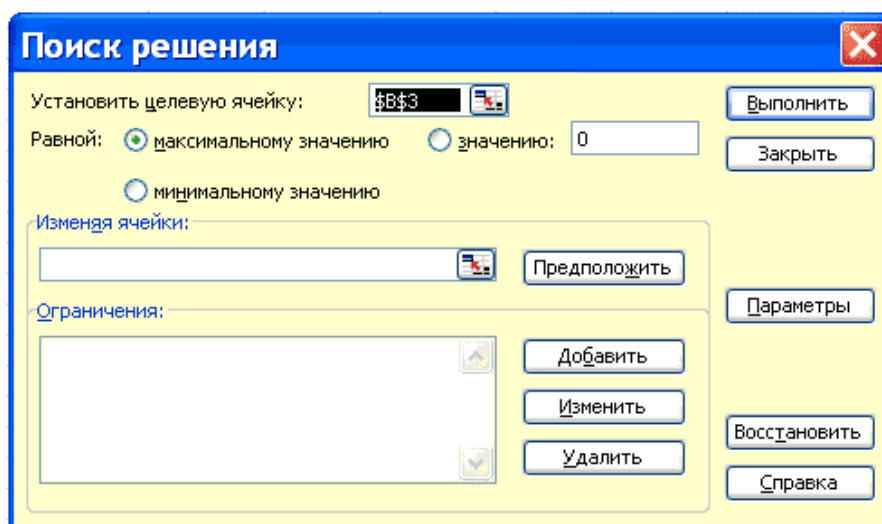 Поиск решения
Установить целевую ячейку: $B$3
Выполнить
Равной: максимальному значению значению: 0
Закрыть
минимальному значению
Изменяя ячейки:
Предположить
Параметры
Ограничения:
Добавить
Изменить
Восстановить
Удалить
Справка